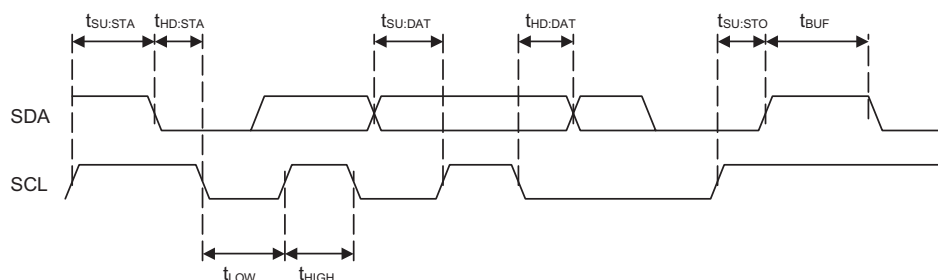 tSU:STA tHD:STA tSU:DAT tHD:DAT tSU:STO tBUF
SDA
SCL
tLOW tHIGH